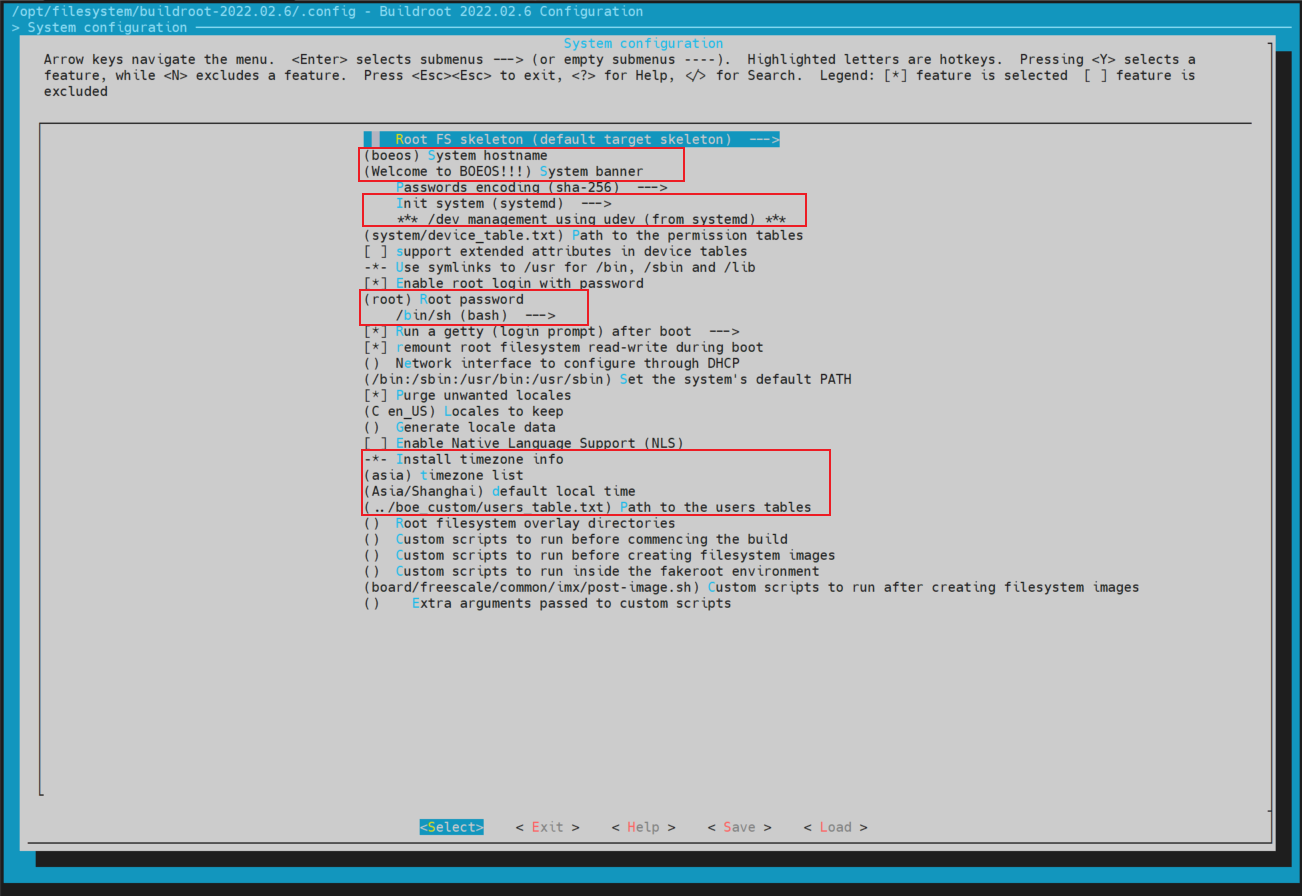 /opt/filesystem/buildroot-2022.02.6/.config - Buildroot 2022.02.6 Configuration
> System configuration
System configuration
Arrow keys navigate the menu.  <Enter> selects submenus ---> (or empty submenus ----).  Highlighted letters are hotkeys.  Pressing <Y> selects a
feature, while <N> excludes a feature.  Press <Esc><Esc> to exit, <?> for Help, </> for Search.  Legend: [*] feature is selected  [ ] feature is
excluded
Root FS skeleton (default target skeleton)  --->
(boeos) System hostname
(Welcome to BOEOS!!!) System banner
Passwords encoding (sha-256)  --->
Init system (systemd)  --->
*** /dev management using udev (from systemd) ***
(system/device_table.txt) Path to the permission tables
[ ] support extended attributes in device tables
-*- Use symlinks to /usr for /bin, /sbin and /lib
[*] Enable root login with password
(root) Root password
/bin/sh (bash)  --->
[*] Run a getty (login prompt) after boot  --->
[*] remount root filesystem read-write during boot
()  Network interface to configure through DHCP
(/bin:/sbin:/usr/bin:/usr/sbin) Set the system's default PATH
[*] Purge unwanted locales
(C en_US) Locales to keep
()  Generate locale data
[ ] Enable Native Language Support (NLS)
-*- Install timezone info
(asia) timezone list
(Asia/Shanghai) default local time
(../boe_custom/users_table.txt) Path to the users tables
()  Root filesystem overlay directories
()  Custom scripts to run before commencing the build
()  Custom scripts to run before creating filesystem images
()  Custom scripts to run inside the fakeroot environment
(board/freescale/common/imx/post-image.sh) Custom scripts to run after creating filesystem images
()    Extra arguments passed to custom scripts
<Select>    < Exit >    < Help >    < Save >    < Load >